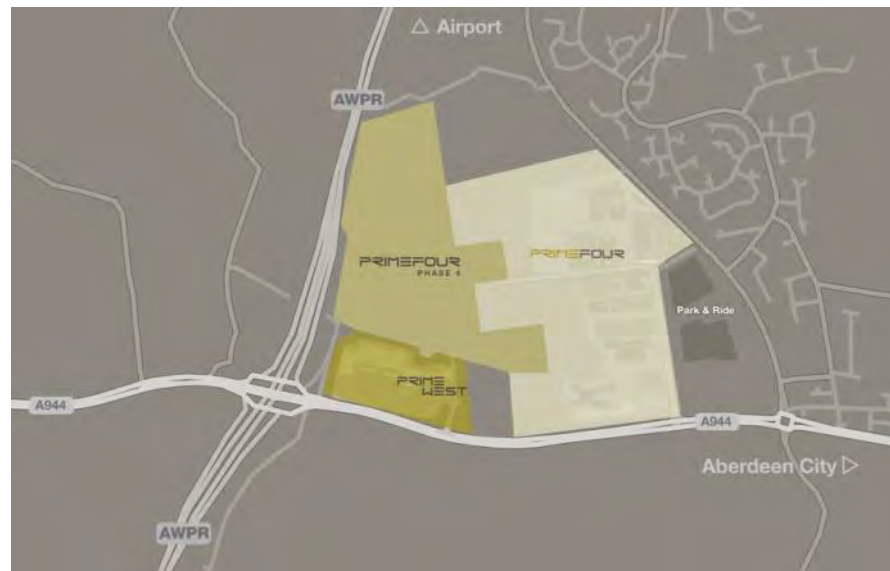 △ Airport
AWPR
PRIMEFOUR
PHASE 4
PRIMEFOUR
Park & Ride
PRIME
WEST
A944
A944
Aberdeen City ▷
AWPR